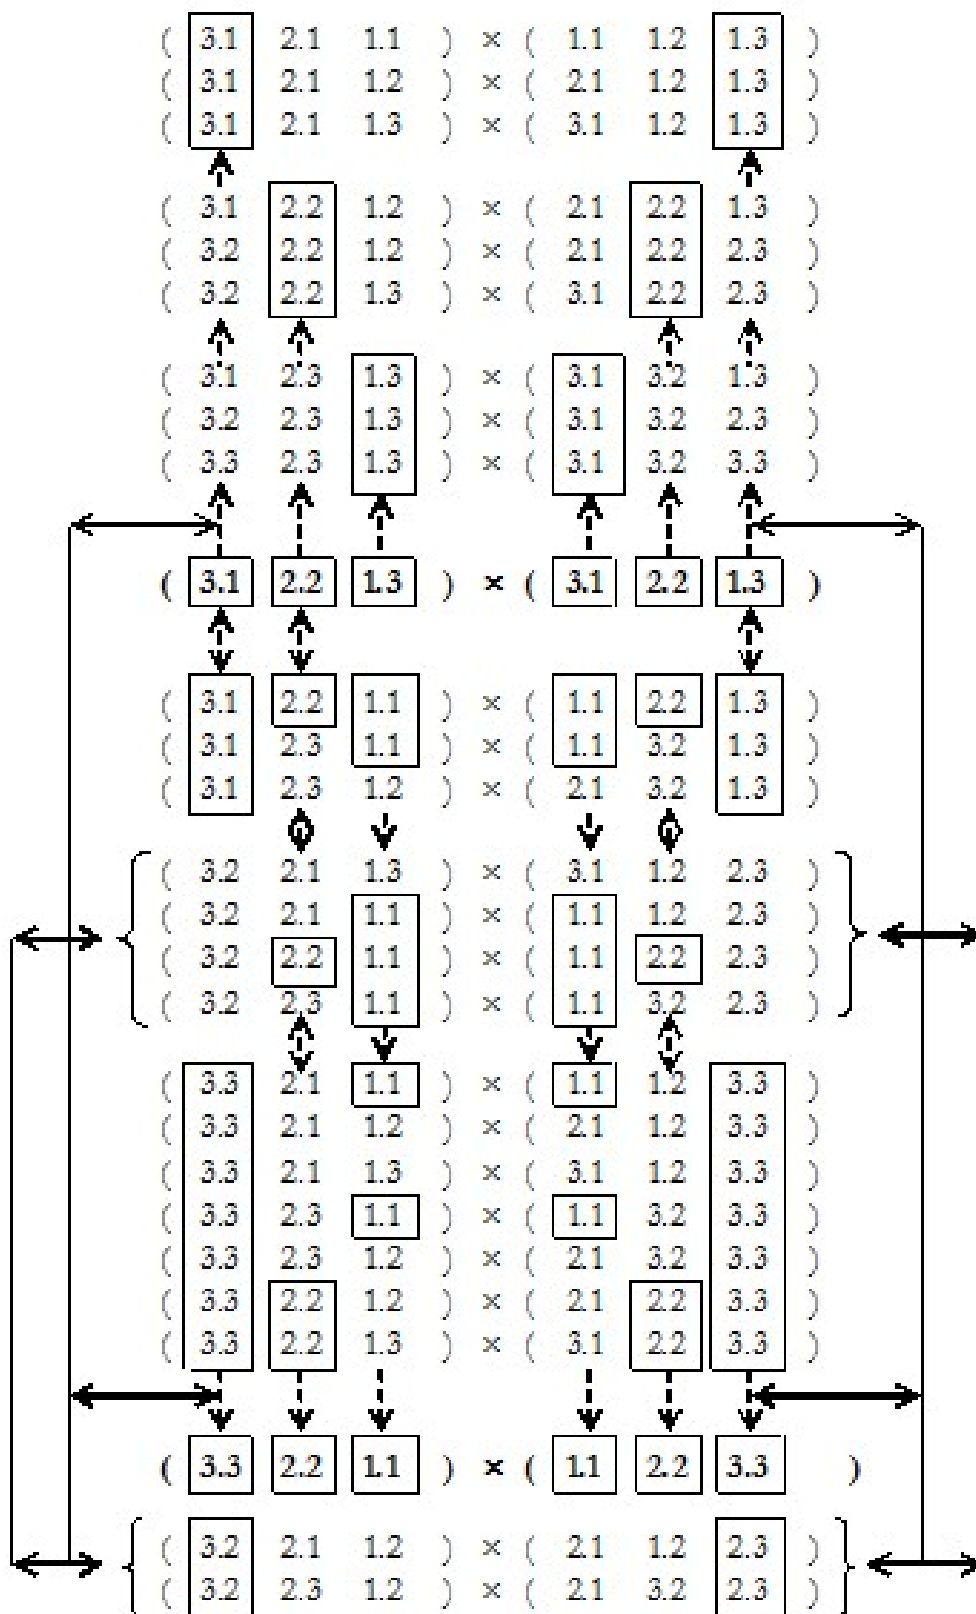 ( 3.1 2.1 1.1 ) × ( 1.1 1.2 1.3 )
( 3.1 2.1 1.2 ) × ( 2.1 1.2 1.3 )
( 3.1 2.1 1.3 ) × ( 3.1 1.2 1.3 )
( 3.1 2.2 1.2 ) × ( 2.1 2.2 1.3 )
( 3.2 2.2 1.2 ) × ( 2.1 2.2 2.3 )
( 3.2 2.2 1.3 ) × ( 3.1 2.2 2.3 )
( 3.1 2.3 1.3 ) × ( 3.1 3.2 1.3 )
( 3.2 2.3 1.3 ) × ( 3.1 3.2 2.3 )
( 3.3 2.3 1.3 ) × ( 3.1 3.2 3.3 )
( 3.1 2.2 1.3 ) × ( 3.1 2.2 1.3 )
( 3.1 2.2 1.1 ) × ( 1.1 2.2 1.3 )
( 3.1 2.3 1.1 ) × ( 1.1 3.2 1.3 )
( 3.1 2.3 1.2 ) × ( 2.1 3.2 1.3 )
( 3.2 2.1 1.3 ) × ( 3.1 1.2 2.3 )
( 3.2 2.1 1.1 ) × ( 1.1 1.2 2.3 )
( 3.2 2.2 1.1 ) × ( 1.1 2.2 2.3 )
( 3.2 2.3 1.1 ) × ( 1.1 3.2 2.3 )
( 3.3 2.1 1.1 ) × ( 1.1 1.2 3.3 )
( 3.3 2.1 1.2 ) × ( 2.1 1.2 3.3 )
( 3.3 2.1 1.3 ) × ( 3.1 1.2 3.3 )
( 3.3 2.3 1.1 ) × ( 1.1 3.2 3.3 )
( 3.3 2.3 1.2 ) × ( 2.1 3.2 3.3 )
( 3.3 2.2 1.2 ) × ( 2.1 2.2 3.3 )
( 3.3 2.2 1.3 ) × ( 3.1 2.2 3.3 )
( 3.3 2.2 1.1 ) × ( 1.1 2.2 3.3 )
( 3.2 2.1 1.2 ) × ( 2.1 1.2 2.3 )
( 3.2 2.3 1.2 ) × ( 2.1 3.2 2.3 )